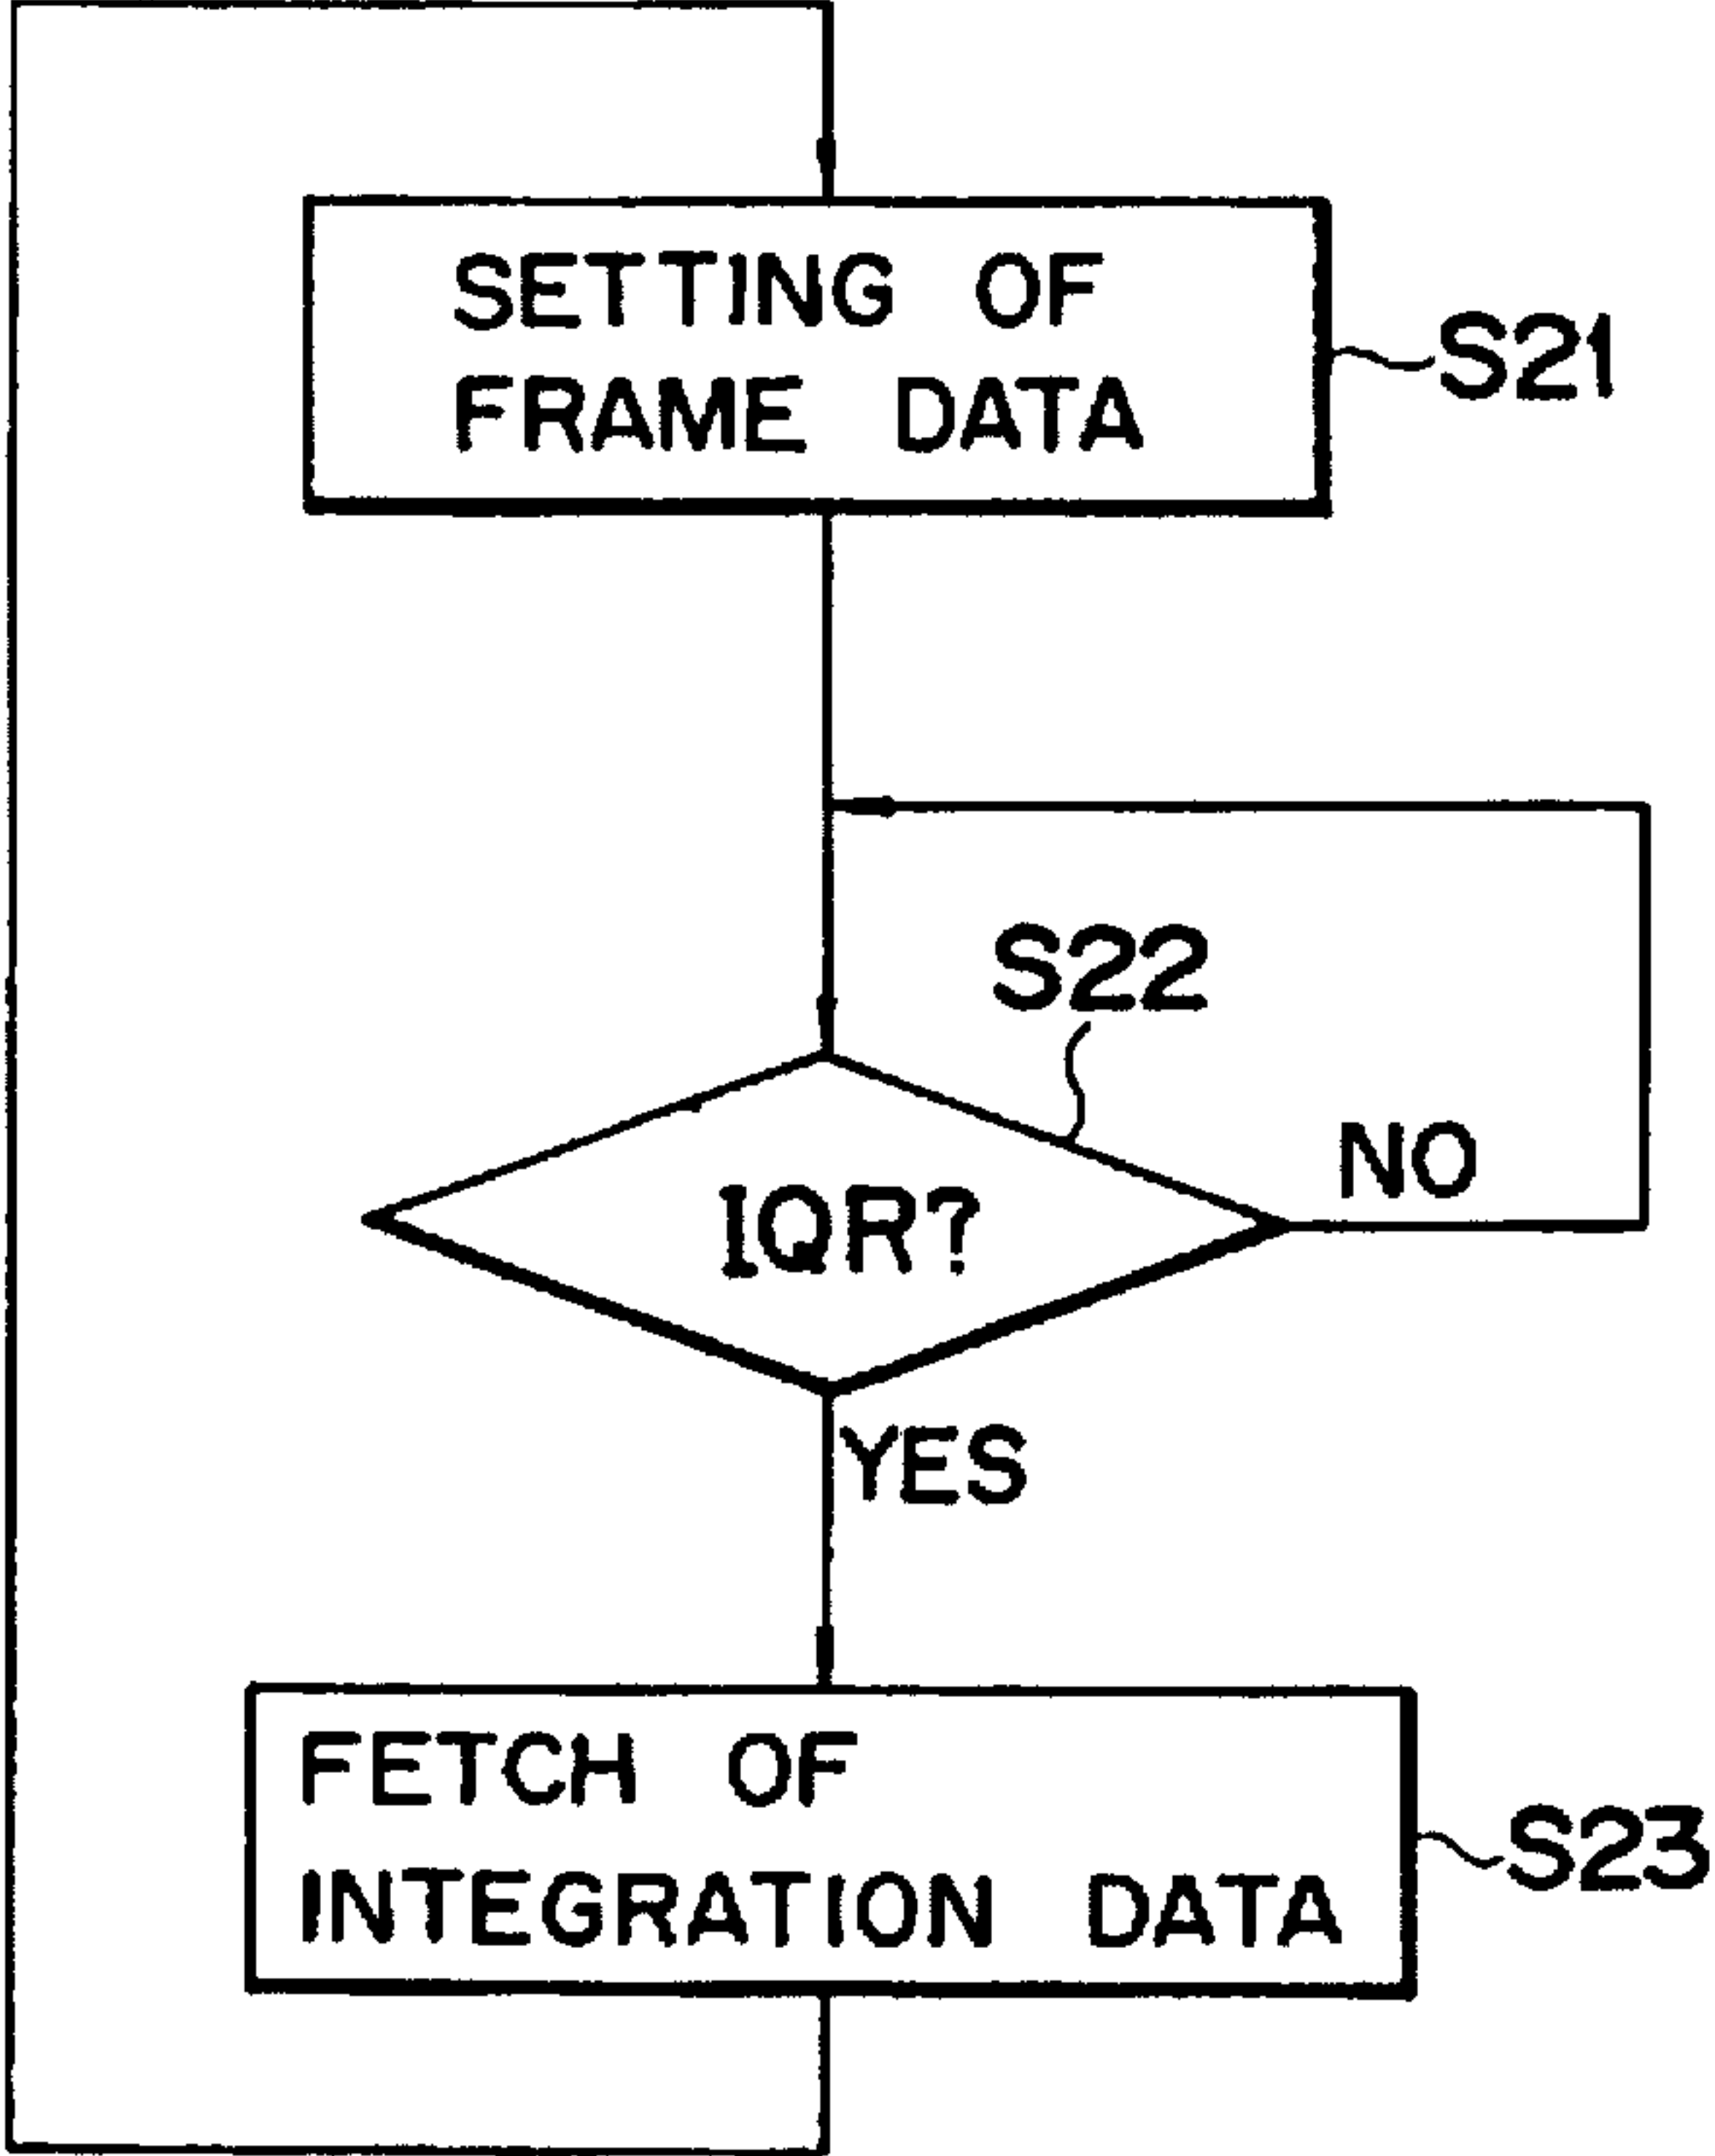 SETTING OF
FRAME DATA
S21
S22
NO
IQR?
YES
FETCH OF
INTEGRATION DATA
S23